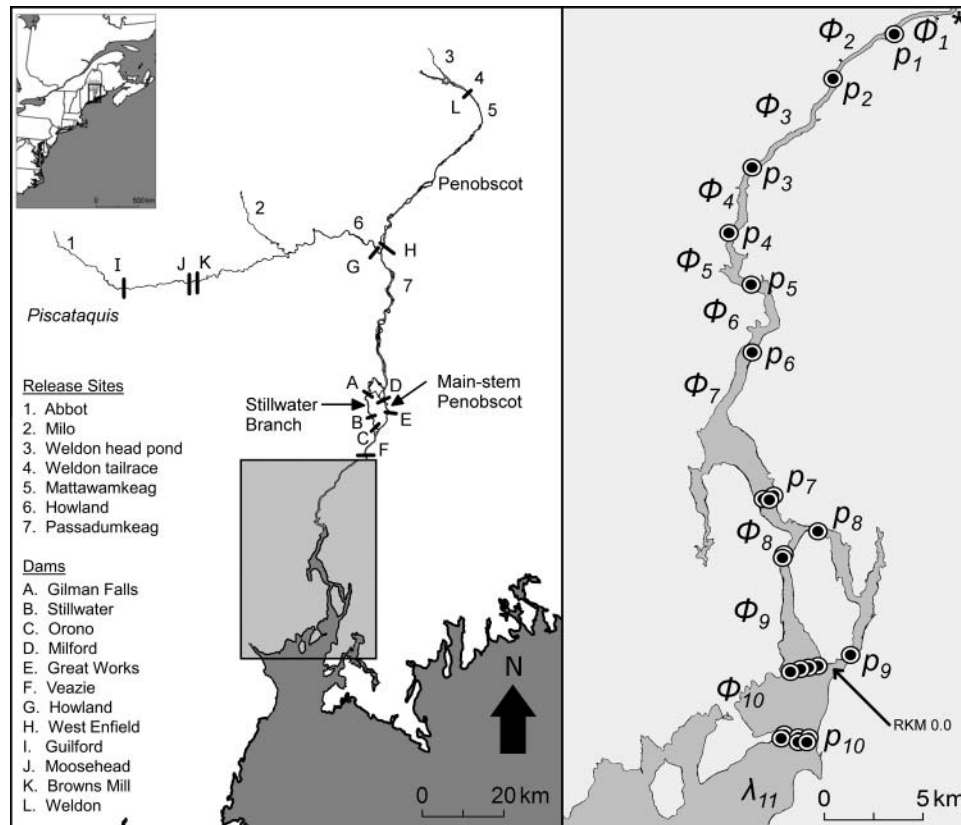 0 500km
3
4
L
5
Penobscot
2
6
1
H
G
I
J K
7
Piscataquis
A
D
Main-stem
Penobscot
Stillwater
Branch
B
E
C
F
Release Sites
1. Abbot
2. Milo
3. Weldon head pond
4. Weldon tailrace
5. Mattawamkeag
6. Howland
7. Passadumkeag
Dams
A. Gilman Falls
B. Stillwater
C. Orono
D. Milford
E. Great Works
F. Veazie
G. Howland
H. West Enfield
I. Guilford
J. Moosehead
K. Browns Mill
L. Weldon
N
0 20 km
*
Φ1
p1
Φ2
p2
Φ3
p3
Φ4
p4
Φ5
p5
Φ6
p6
Φ7
p7
p8
Φ8
Φ9
p9
Φ10
RKM 0.0
p10
λ11
0 5 km